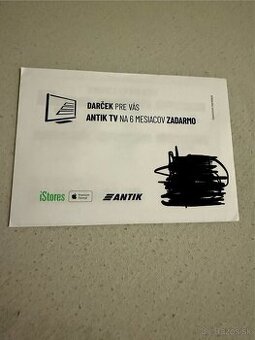 DARČEK PRE VÁS
ANTIK TV NA 6 MESIACOV ZADARMO
iStores
ANTIK